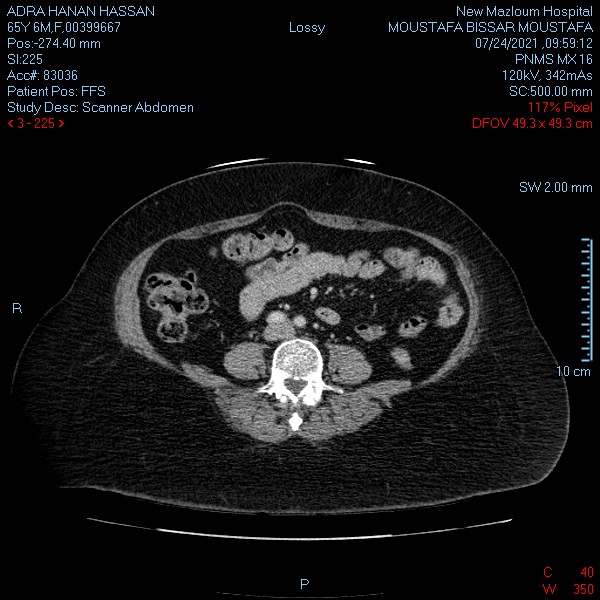 ADRA HANAN HASSAN
65Y 6M,F,00399667
Pos:-274.40 mm
SI:225
Acc#: 83036
Patient Pos: FFS
Study Desc: Scanner Abdomen
< 3 - 225 >
Lossy
New Mazloum Hospital
MOUSTAFA BISSAR MOUSTAFA
07/24/2021 ,09:59:12
PNMS MX 16
120kV, 342mAs
SC:500.00 mm
117% Pixel
DFOV 49.3 x 49.3 cm
SW 2.00 mm
R
10 cm
P
C 40
W 350